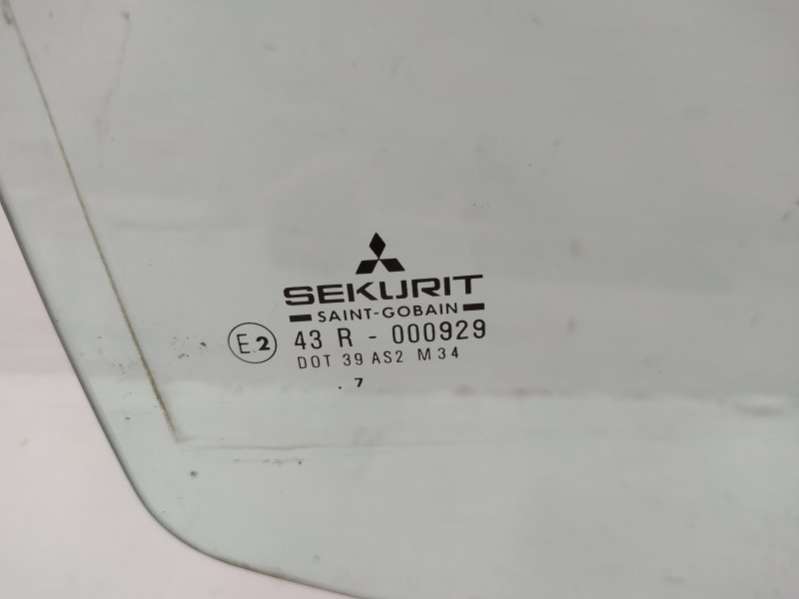 SEKURIT
SAINT-GOBAIN
E2 43 R - 000929
DOT 39 AS2 M34
. 7